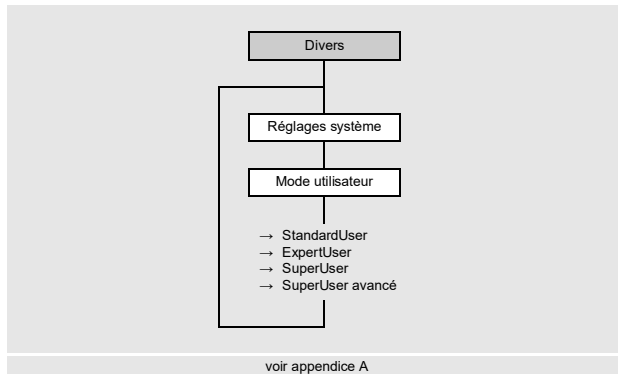 Divers
Réglages système
Mode utilisateur
→ StandardUser
→ ExpertUser
→ SuperUser
→ SuperUser avancé
voir appendice A